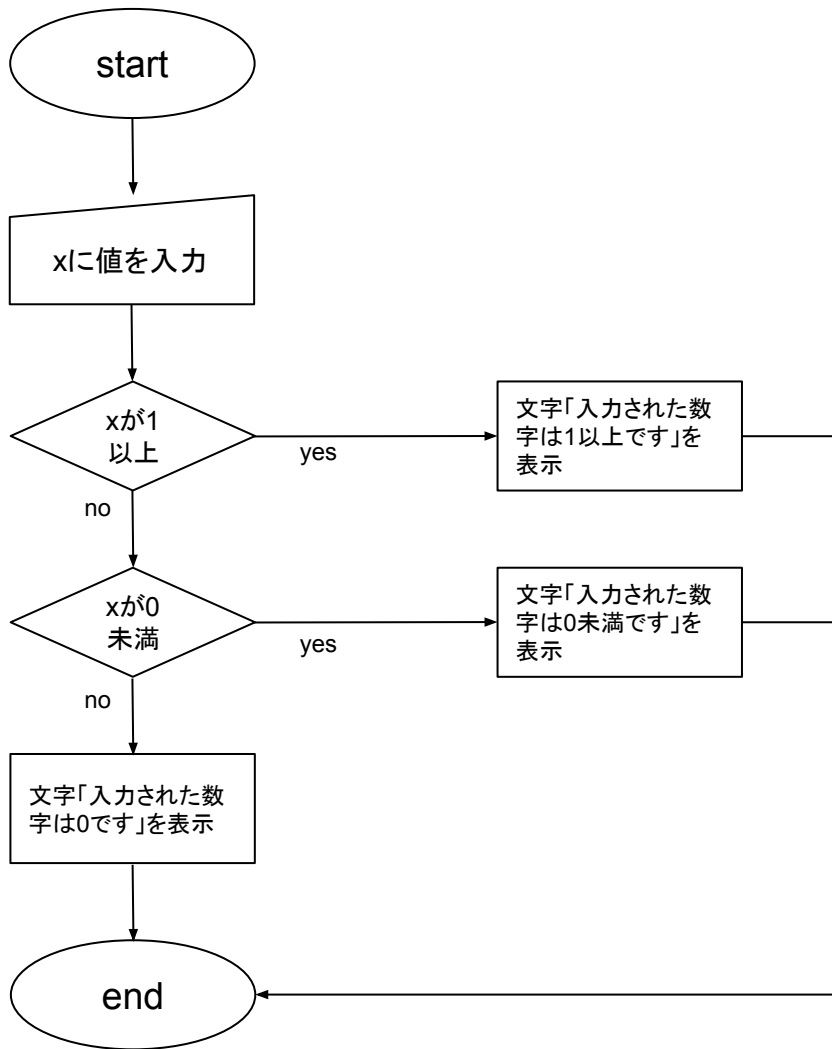 start
xに値を入力
xが1
以上
yes
文字「入力された数
字は1以上です」を
表示
no
xが0
未満
yes
文字「入力された数
字は0未満です」を
表示
no
文字「入力された数
字は0です」を表示
end